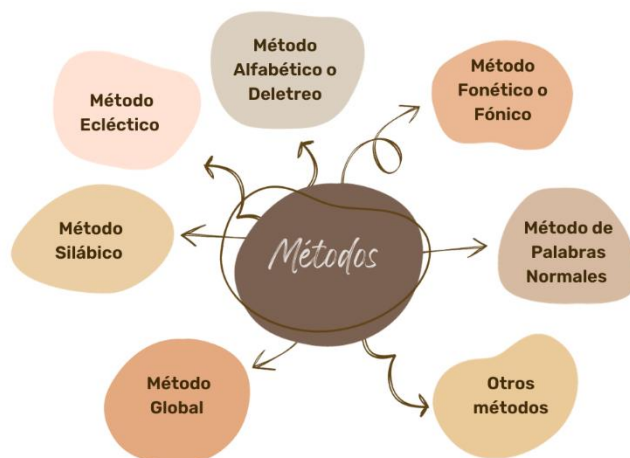 Método
Alfabético o
Deletreo
Método
Fonético o
Fónico
Método
Ecléctico
Método
Silábico
Métodos
Método de
Palabras
Normales
Método
Global
Otros
métodos